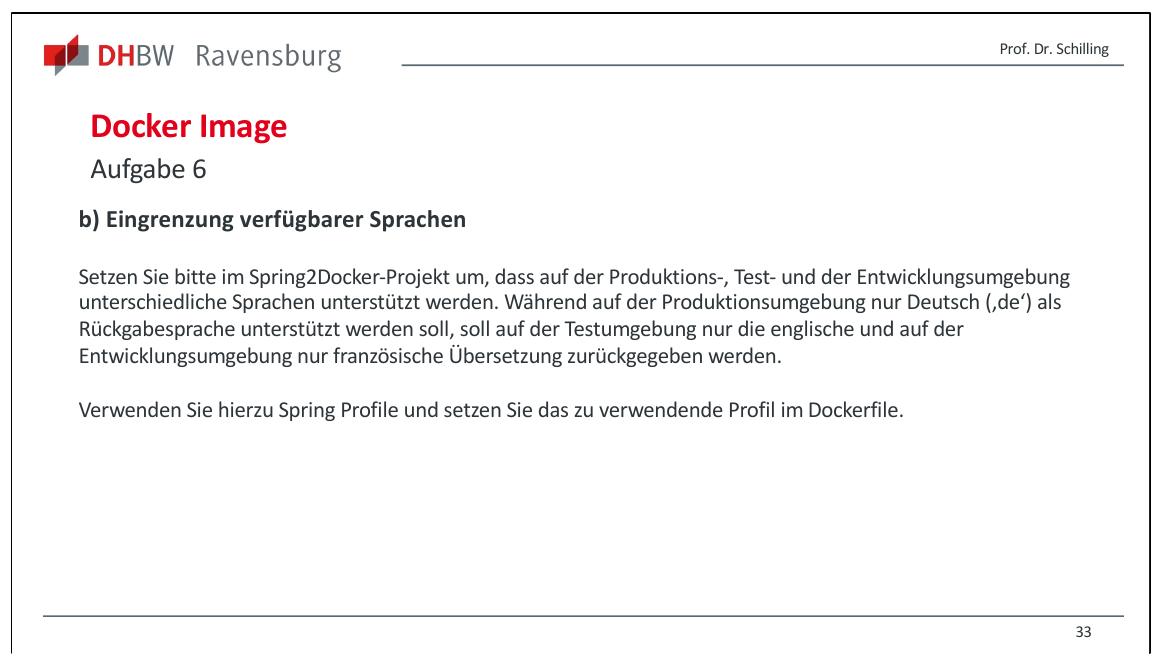 DHBW Ravensburg
Prof. Dr. Schilling
Docker Image
Aufgabe 6
b) Eingrenzung verfügbarer Sprachen
Setzen Sie bitte im Spring2Docker-Projekt um, dass auf der Produktions-, Test- und der Entwicklungsumgebung
unterschiedliche Sprachen unterstützt werden. Während auf der Produktionsumgebung nur Deutsch (‚de‘) als
Rückgabesprache unterstützt werden soll, soll auf der Testumgebung nur die englische und auf der
Entwicklungsumgebung nur französische Übersetzung zurückgegeben werden.
Verwenden Sie hierzu Spring Profile und setzen Sie das zu verwendende Profil im Dockerfile.
33